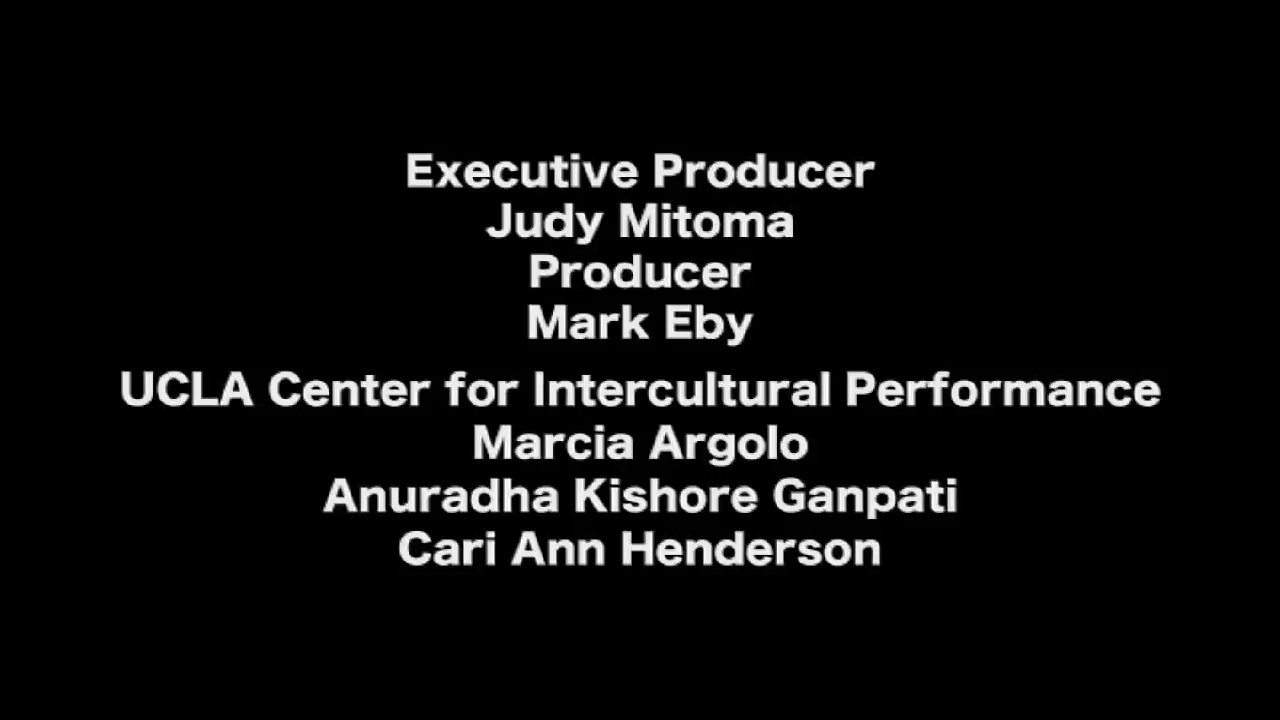 Executive Producer
Judy Mitoma
Producer
Mark Eby
UCLA Center for Intercultural Performance
Marcia Argolo
Anuradha Kishore Ganpati
Cari Ann Henderson